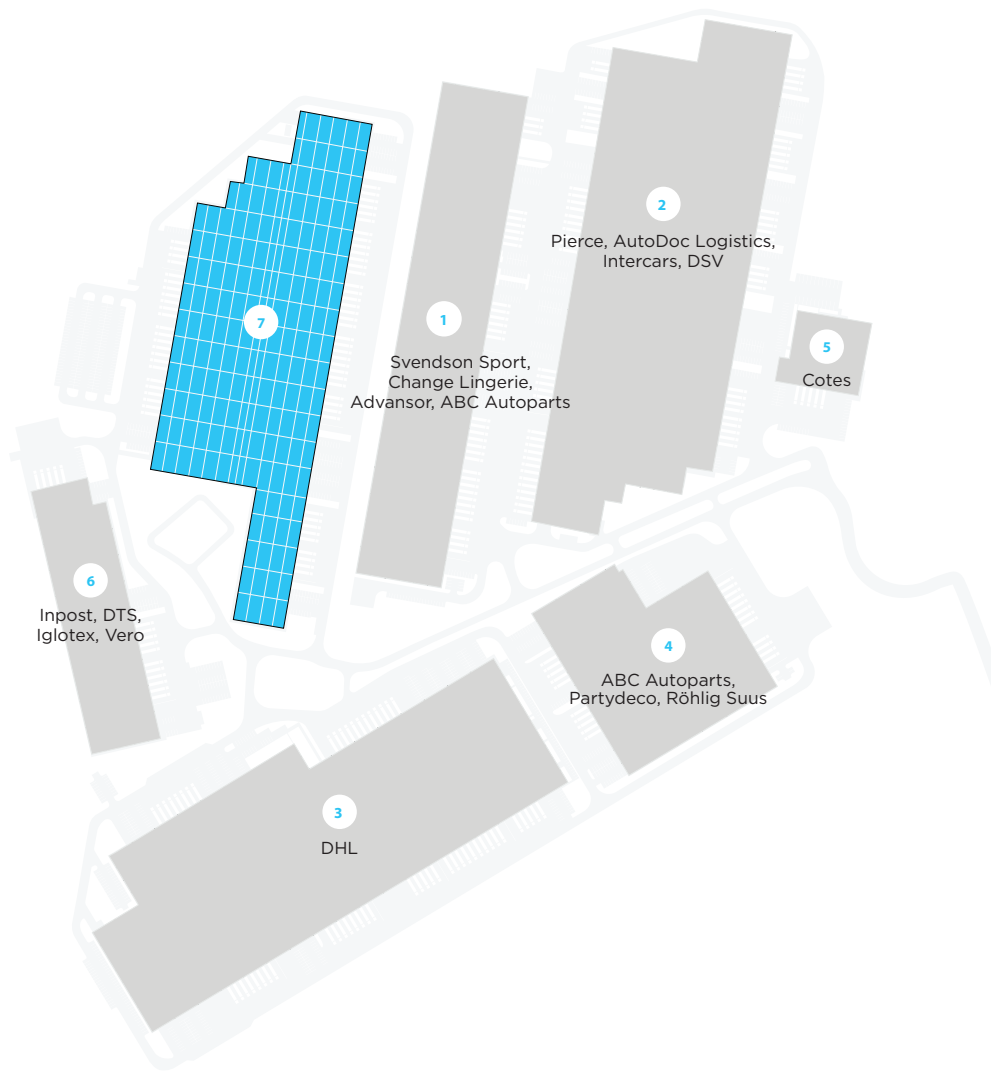 2
Pierce, AutoDoc Logistics,
Intercars, DSV
7
1
Svendson Sport,
Change Lingerie,
Advansor, ABC Autoparts
5
Cotes
6
Inpost, DTS,
Iglotex, Vero
4
ABC Autoparts,
Partydeco, Röhlig Suus
3
DHL